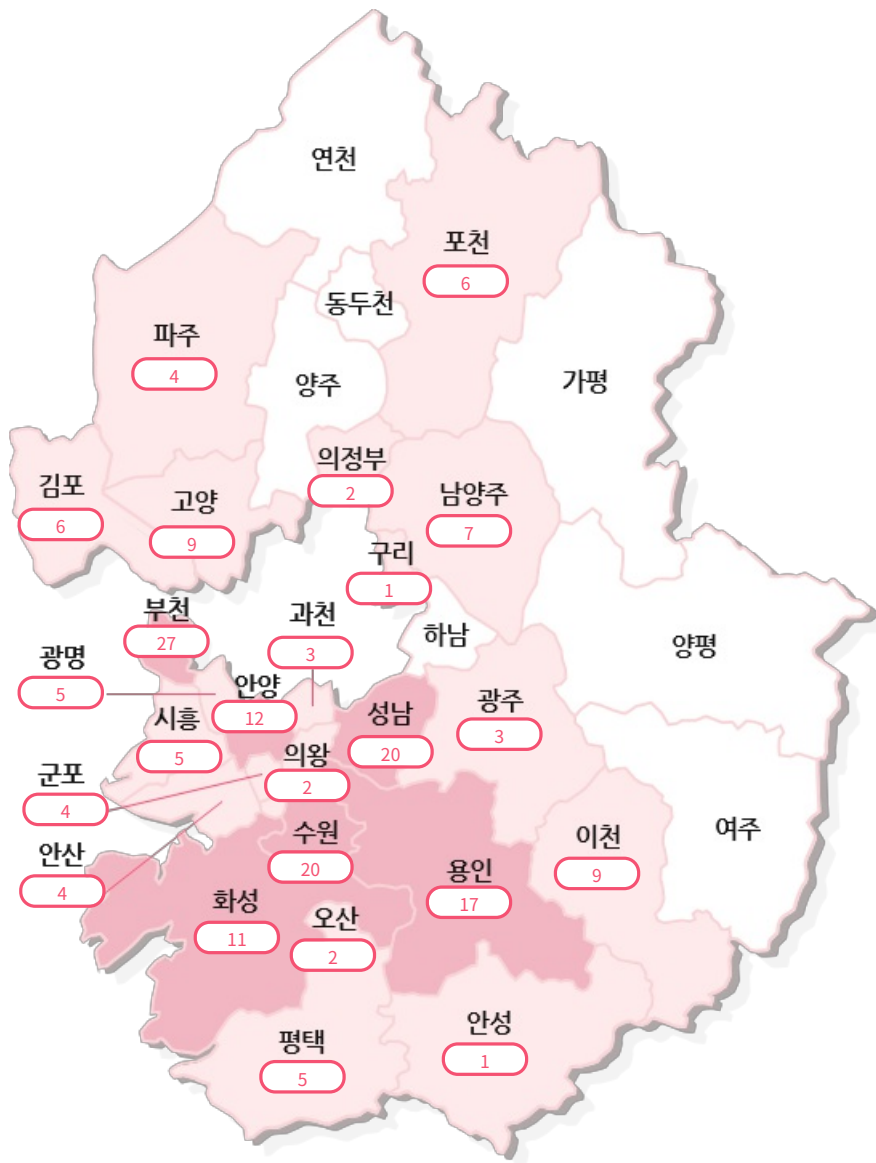 연천
포천
6
동두천
파주
4
양주
가평
의정부
2
김포
6
고양
9
남양주
7
구리
1
부천
27
과천
3
하남
양평
광명
5
안양
12
시흥
5
성남
20
광주
3
의왕
2
군포
4
수원
20
이천
9
여주
안산
4
용인
17
화성
11
오산
2
안성
1
평택
5